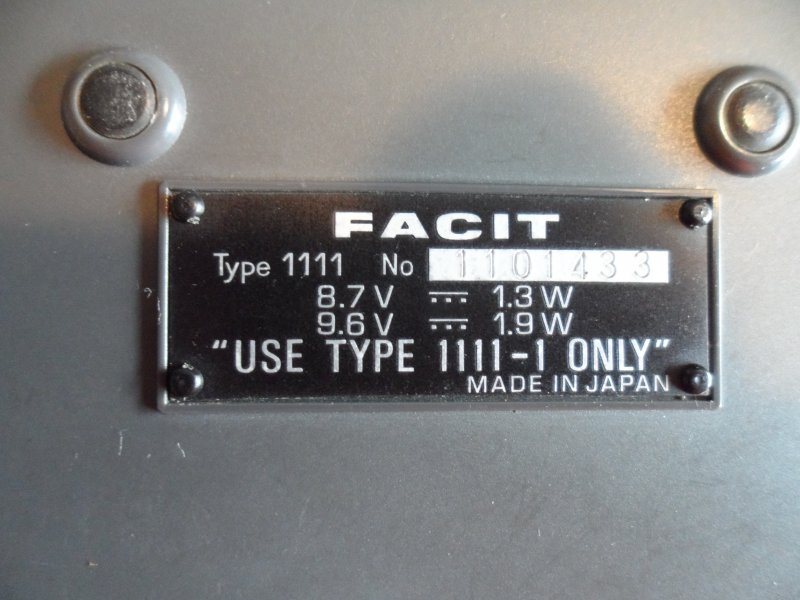 FACIT
Type 1111 No 1101433
8.7 V ⎓ 1.3 W
9.6 V ⎓ 1.9 W
"USE TYPE 1111-1 ONLY"
MADE IN JAPAN